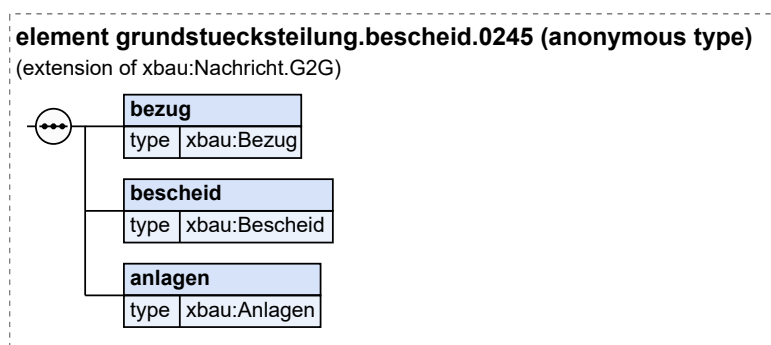 element grundstuecksteilung.bescheid.0245 (anonymous type)
(extension of xbau:Nachricht.G2G)
bezug
type xbau:Bezug
bescheid
type xbau:Bescheid
anlagen
type xbau:Anlagen